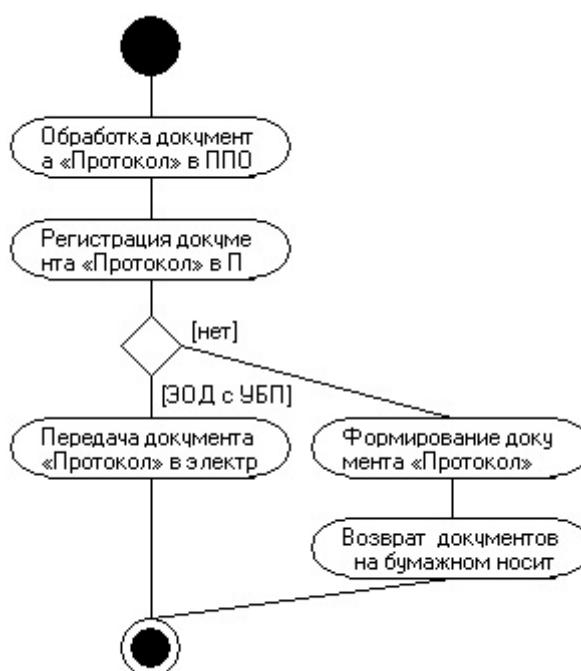 Обработка документ
а «Протокол» в ППО
Регистрация докуме
нта «Протокол» в П
[нет]
[ЭОД с УБП]
Передача документа
«Протокол» в электр
Формирование доку
мента «Протокол»
Возврат документов
на бумажном носит